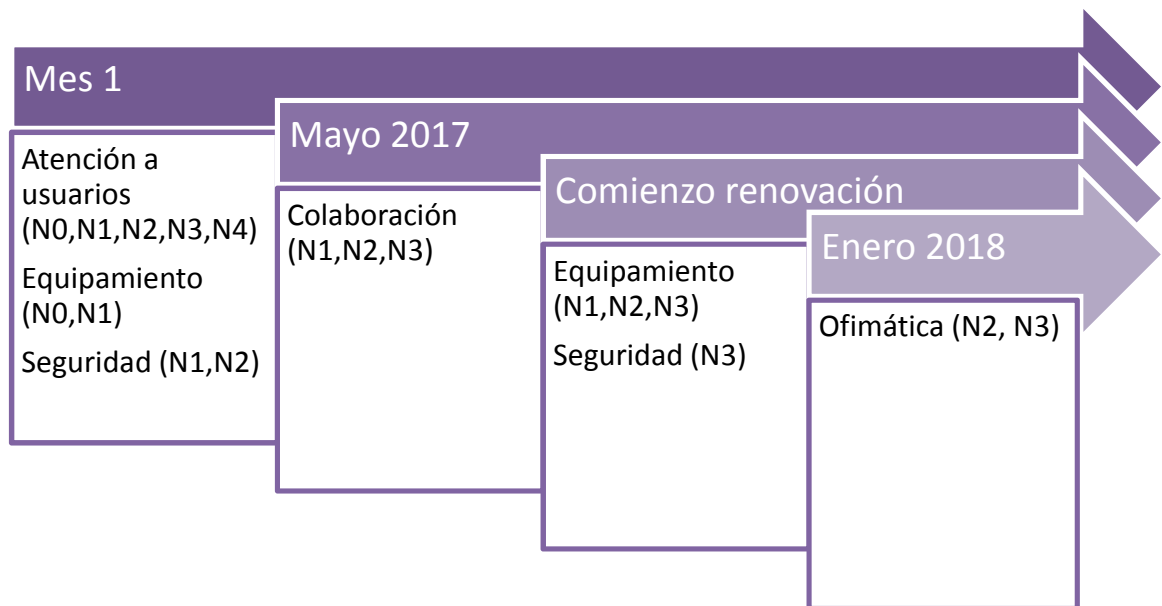 Mes 1
Atención a
usuarios
(N0,N1,N2,N3,N4)
Equipamiento
(N0,N1)
Seguridad (N1,N2)
Mayo 2017
Colaboración
(N1,N2,N3)
Comienzo renovación
Equipamiento
(N1,N2,N3)
Seguridad (N3)
Enero 2018
Ofimática (N2, N3)